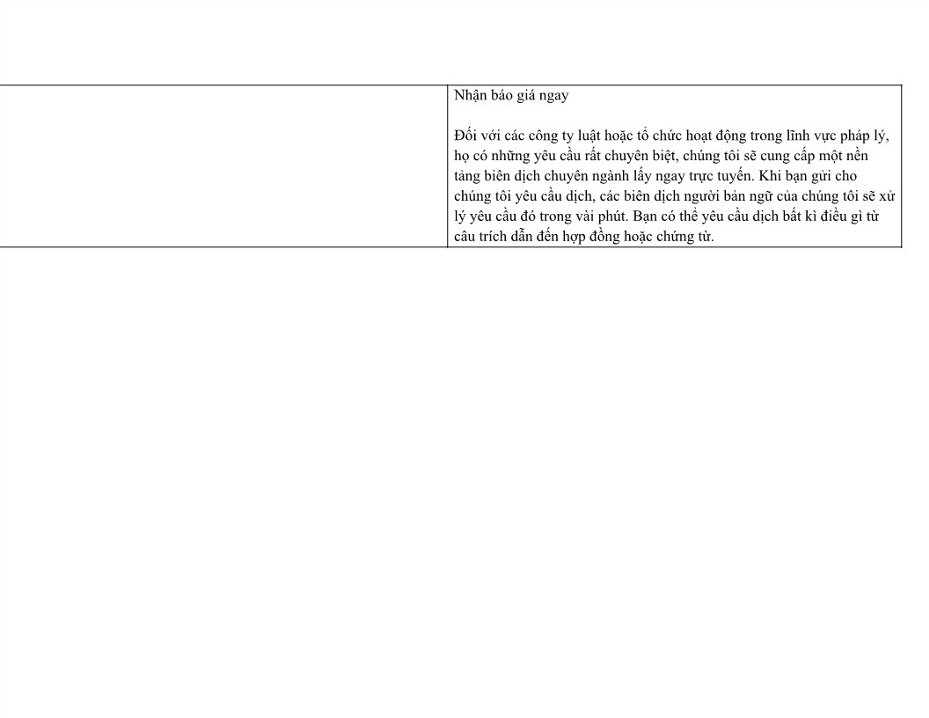 Nhận báo giá ngay
Đối với các công ty luật hoặc tổ chức hoạt động trong lĩnh vực pháp lý,
họ có những yêu cầu rất chuyên biệt, chúng tôi sẽ cung cấp một nền
tảng biên dịch chuyên ngành lấy ngay trực tuyến. Khi bạn gửi cho
chúng tôi yêu cầu dịch, các biên dịch người bản ngữ của chúng tôi sẽ xử
lý yêu cầu đó trong vài phút. Bạn có thể yêu cầu dịch bất kì điều gì từ
câu trích dẫn đến hợp đồng hoặc chứng từ.